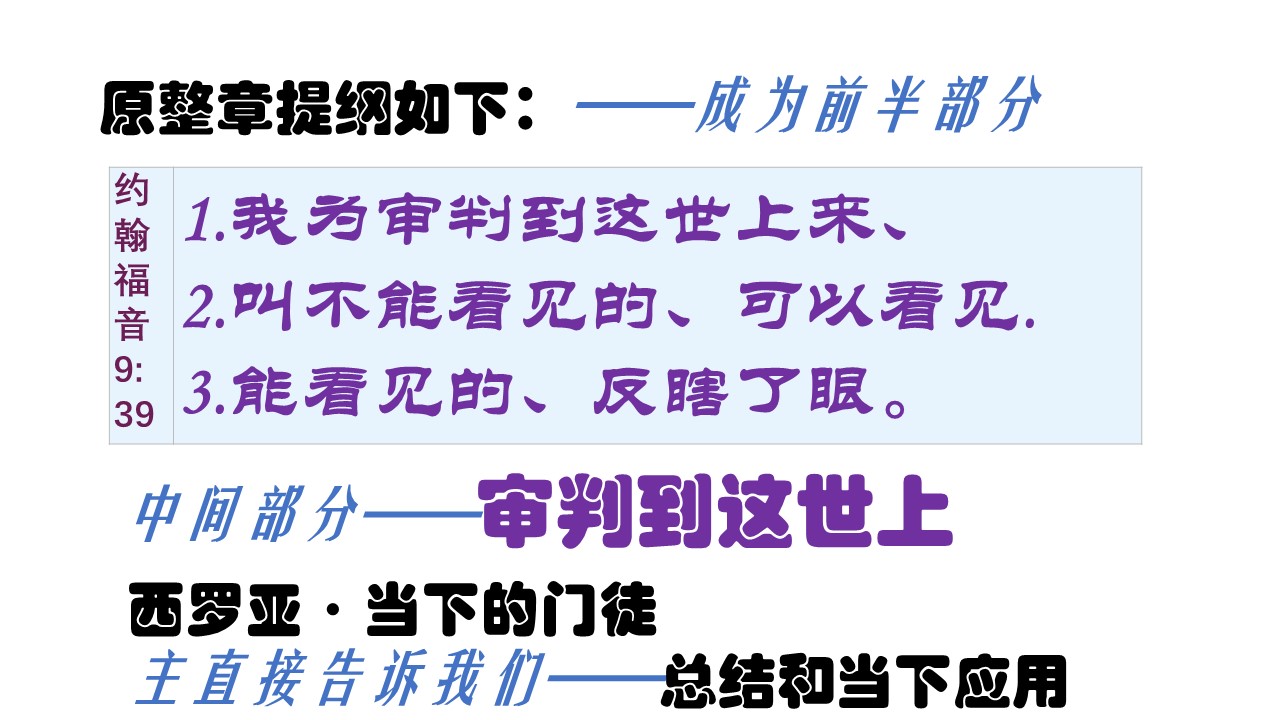 原整章提纲如下：——成为前半部分
约翰福音9:39
1.我为审判到这世上来、
2.叫不能看见的、可以看见.
3.能看见的、反瞎了眼。
中间部分——审判到这世上
西罗亚·当下的门徒
主直接告诉我们——总结和当下应用